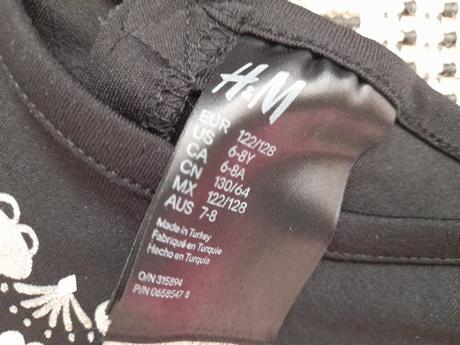 H&M
EUR 122/128
US 6-8Y
CA 6-8A
CN 130/64
MX 122/128
AUS 7-8
Made in Turkey
Fabriqué en Turquie
Hecho en Turquía
O/N 315894
P/N 0658547 8